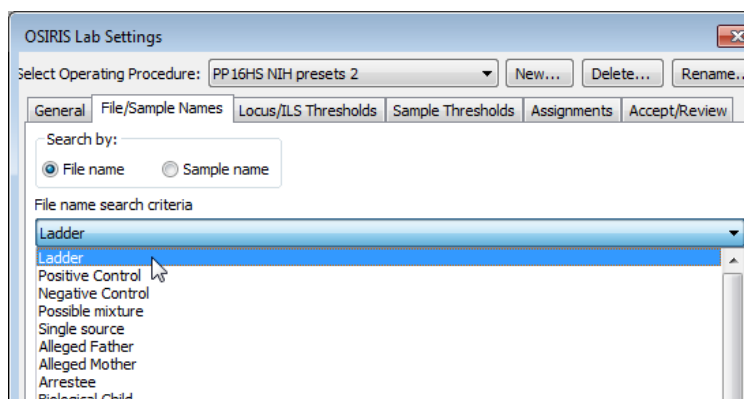 OSIRIS Lab Settings
Select Operating Procedure: PP16HS NIH presets 2 New... Delete... Rename..
General File/Sample Names Locus/ILS Thresholds Sample Thresholds Assignments Accept/Review
Search by:
File name Sample name
File name search criteria
Ladder
Ladder
Positive Control
Negative Control
Possible mixture
Single source
Alleged Father
Alleged Mother
Arrestee
Biological Child